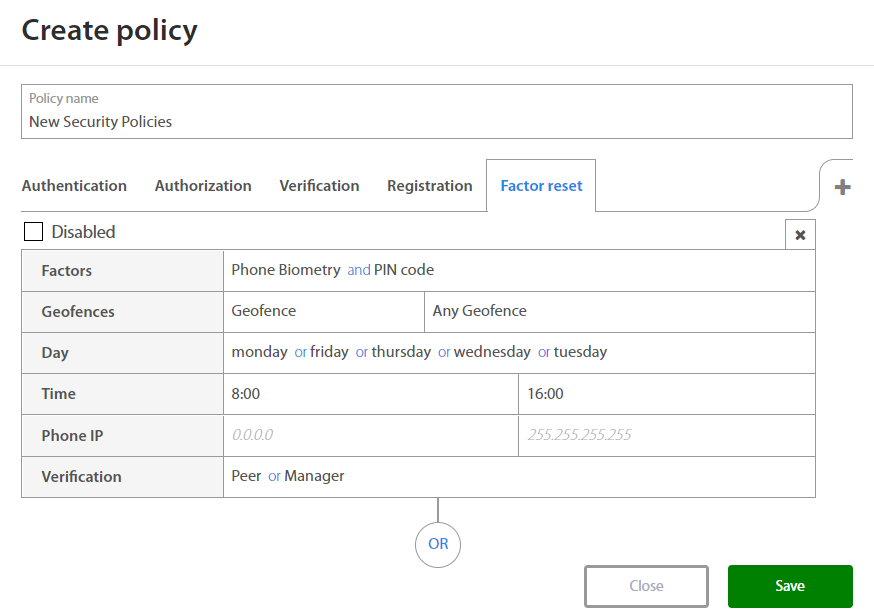 Create policy
Policy name
New Security Policies
Authentication Authorization Verification Registration Factor reset
Disabled
Factors Phone Biometry and PIN code
Geofences Geofence Any Geofence
Day monday or friday or thursday or wednesday or tuesday
Time 8:00 16:00
Phone IP 0.0.0.0 255.255.255.255
Verification Peer or Manager
OR
Close Save